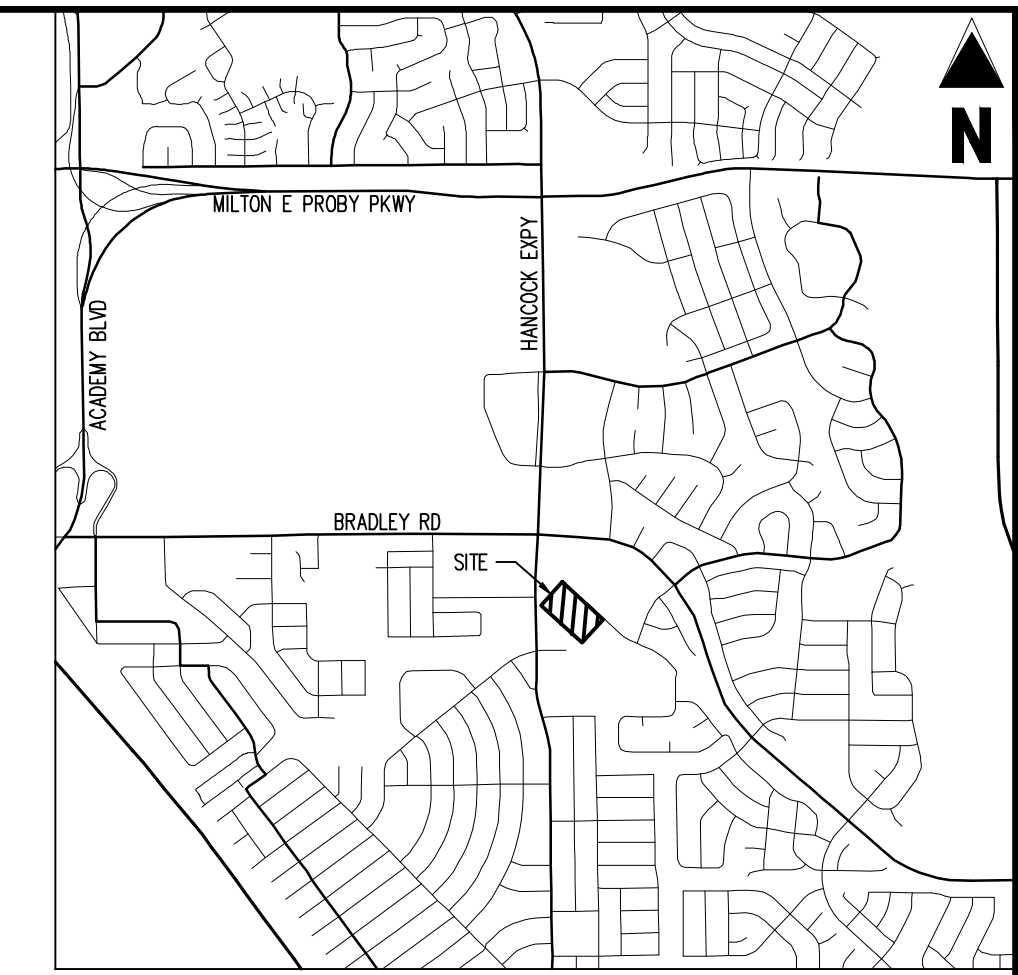 N
MILTON E PROBY PKWY
HANCOCK EXPY
ACADEMY BLVD
BRADLEY RD
SITE